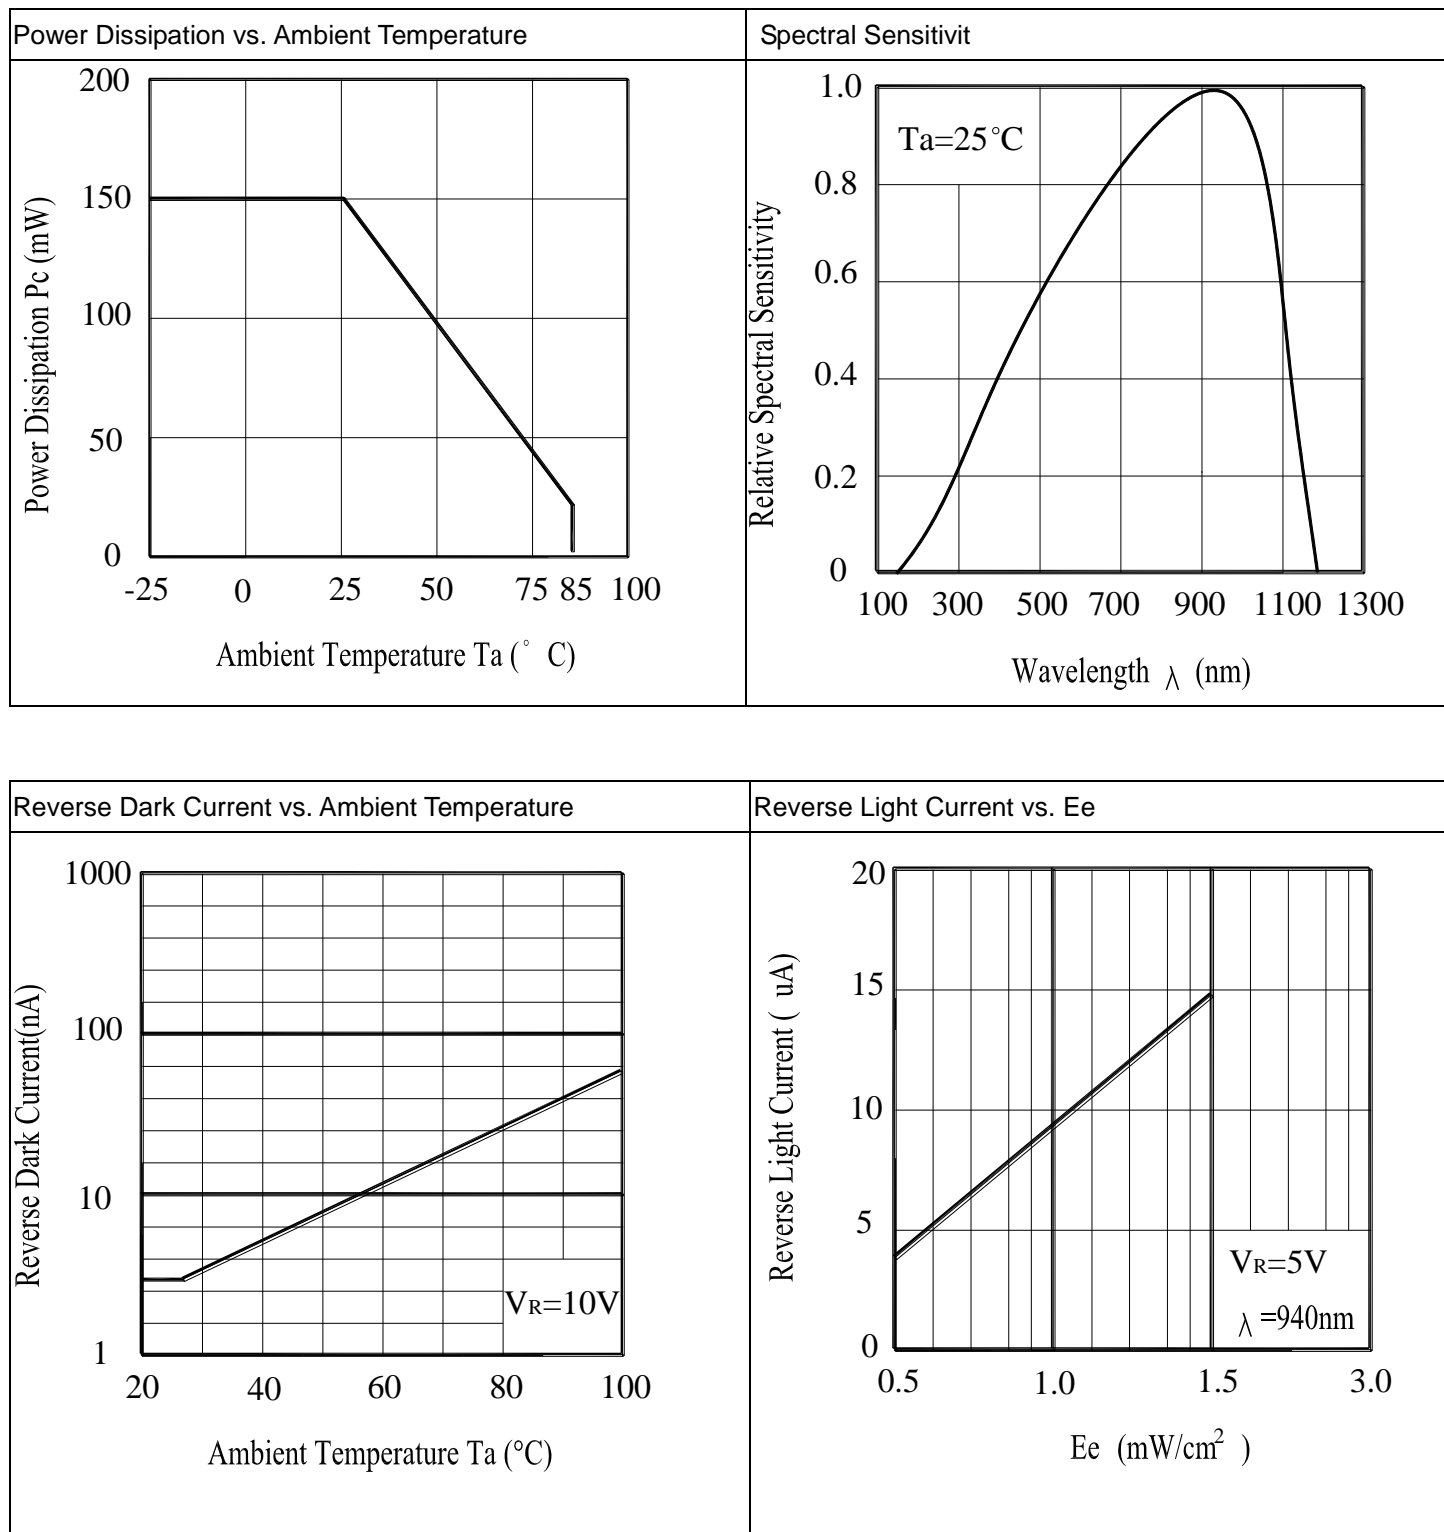 Power Dissipation vs. Ambient Temperature
Spectral Sensitivit
200
150
100
50
0
Power Dissipation Pc (mW)
-25 0 25 50 75 85 100
Ambient Temperature Ta (° C)
1.0
0.8
0.6
0.4
0.2
0
Relative Spectral Sensitivity
Ta=25°C
100 300 500 700 900 1100 1300
Wavelength λ (nm)
Reverse Dark Current vs. Ambient Temperature
Reverse Light Current vs. Ee
1000
100
10
1
Reverse Dark Current(nA)
VR=10V
20 40 60 80 100
Ambient Temperature Ta (°C)
20
15
10
5
0
Reverse Light Current ( uA)
VR=5V
λ =940nm
0.5 1.0 1.5 3.0
Ee (mW/cm² )